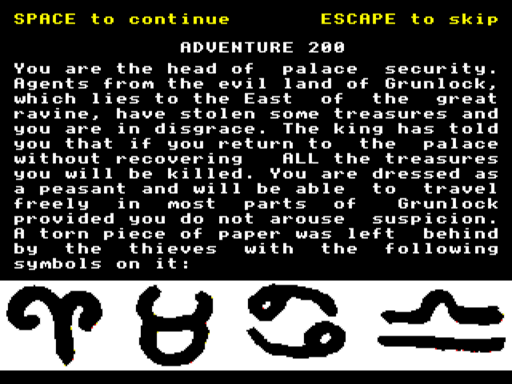 SPACE to continue ESCAPE to skip
ADVENTURE 200
You are the head of palace security.
Agents from the evil land of Grunlock,
which lies to the East of the great
ravine, have stolen some treasures and
you are in disgrace. The king has told
you that if you return to the palace
without recovering ALL the treasures
you will be killed. You are dressed as
a peasant and will be able to travel
freely in most parts of Grunlock
provided you do not arouse suspicion.
A torn piece of paper was left behind
by the thieves with the following
symbols on it: